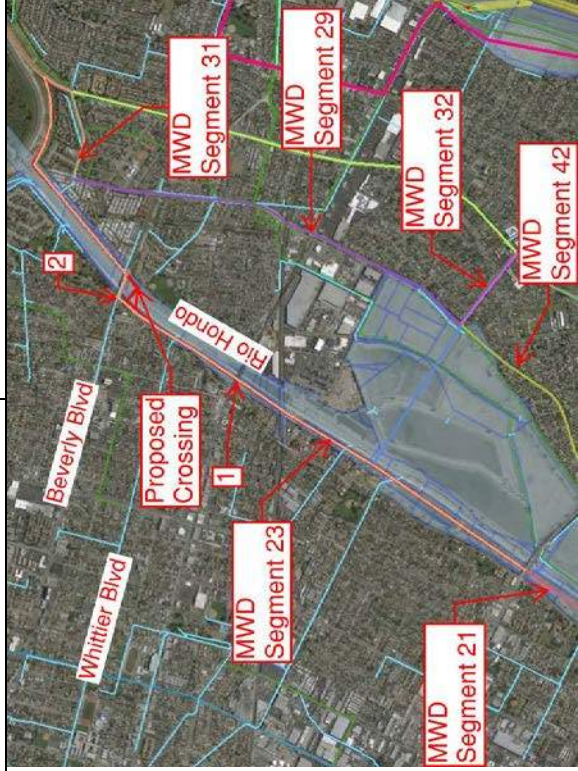 MWD
Segment 31
MWD
Segment 29
MWD
Segment 32
MWD
Segment 42
2
Rio Hondo
Beverly Blvd
Proposed
Crossing
1
Whittier Blvd
MWD
Segment 23
MWD
Segment 21